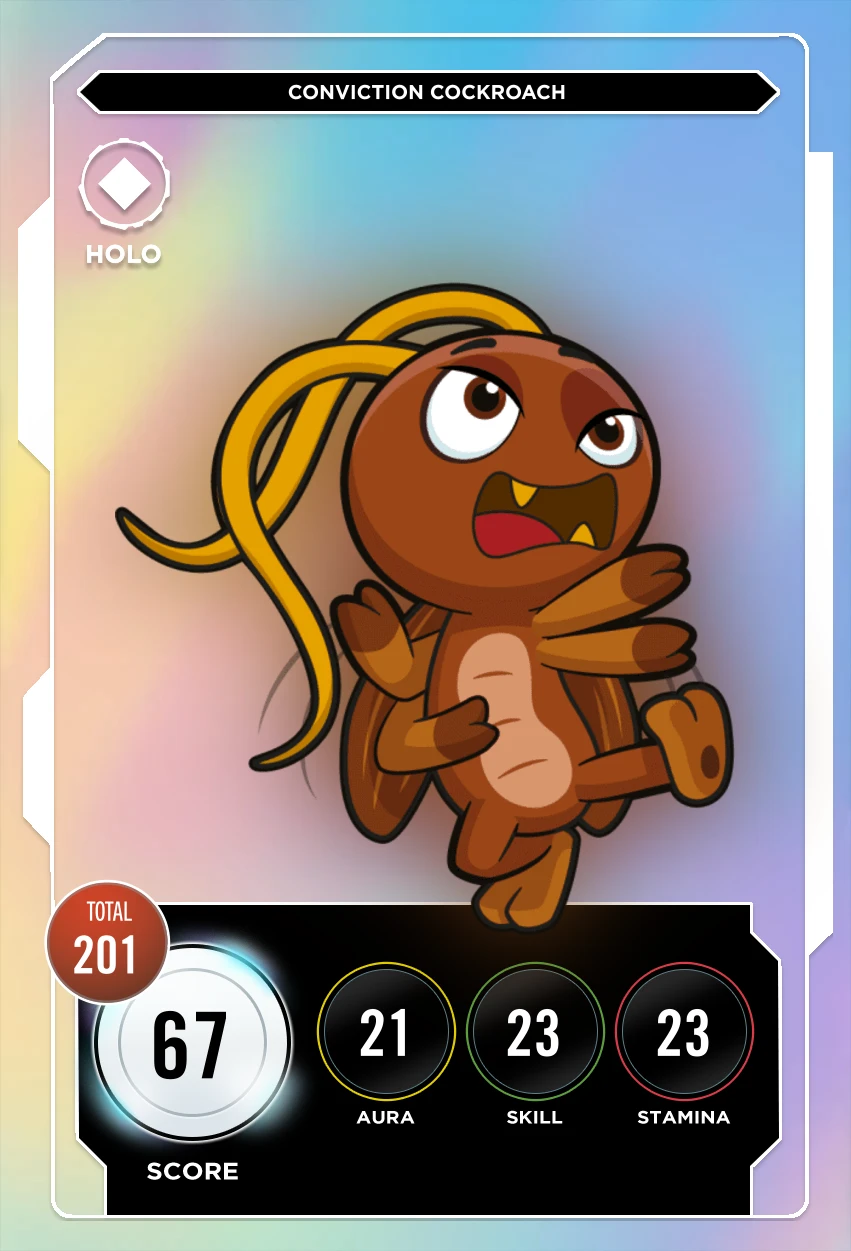 CONVICTION COCKROACH
HOLO
TOTAL
201
67
SCORE
21
AURA
23
SKILL
23
STAMINA